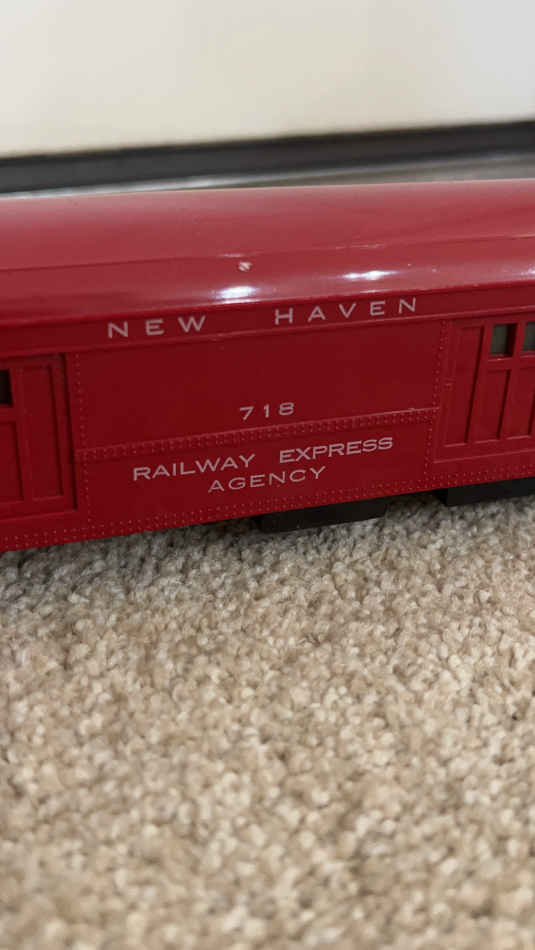 NEW HAVEN
718
RAILWAY EXPRESS
AGENCY